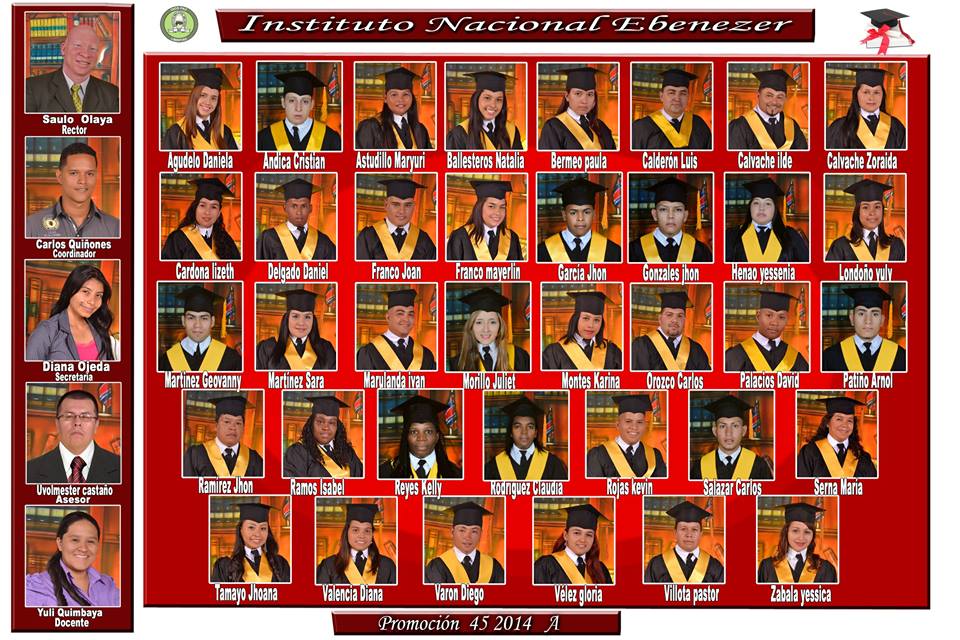 Instituto Nacional Ebenezer
Saulo Olaya
Rector
Carlos Quiñones
Coordinador
Diana Ojeda
Secretaria
Uvolmester castaño
Asesor
Yuli Quimbaya
Docente
Agudelo Daniela
Andica Cristian
Astudillo Maryuri
Ballesteros Natalia
Bermeo paula
Calderón Luis
Calvache ilde
Calvache Zoraida
Cardona lizeth
Delgado Daniel
Franco Joan
Franco mayerlin
Garcia Jhon
Gonzales jhon
Henao yessenia
Londoño yuly
Martinez Geovanny
Martinez Sara
Marulanda ivan
Morillo Juliet
Montes Karina
Orozco Carlos
Palacios David
Patiño Arnol
Ramirez Jhon
Ramos Isabel
Reyes Kelly
Rodriguez Claudia
Rojas kevin
Salazar Carlos
Serna Maria
Tamayo Jhoana
Valencia Diana
Varon Diego
Vélez gloria
Villota pastor
Zabala yessica
Promoción 45 2014 A